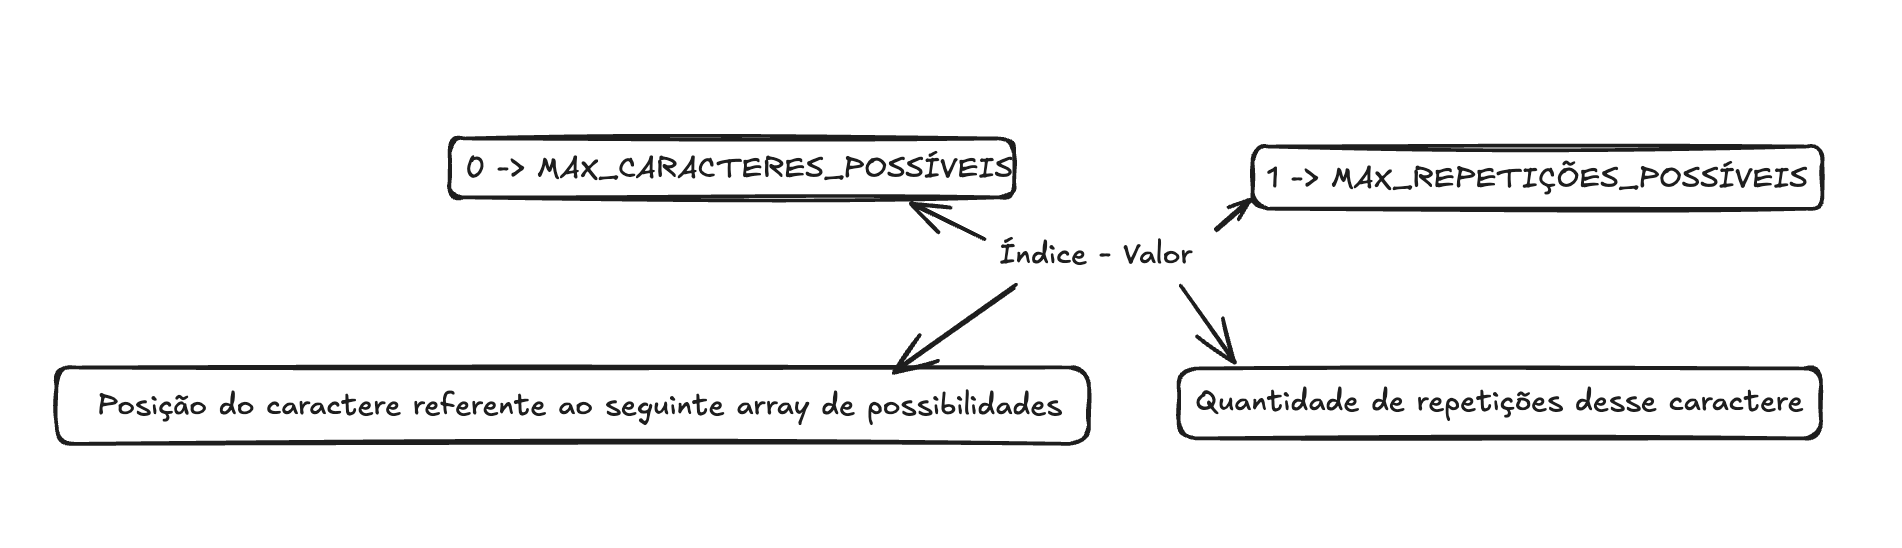 0 -> MAX_CARACTERES_POSSÍVEIS
1 -> MAX_REPETIÇÕES_POSSÍVEIS
Índice - Valor
Posição do caractere referente ao seguinte array de possibilidades
Quantidade de repetições desse caractere